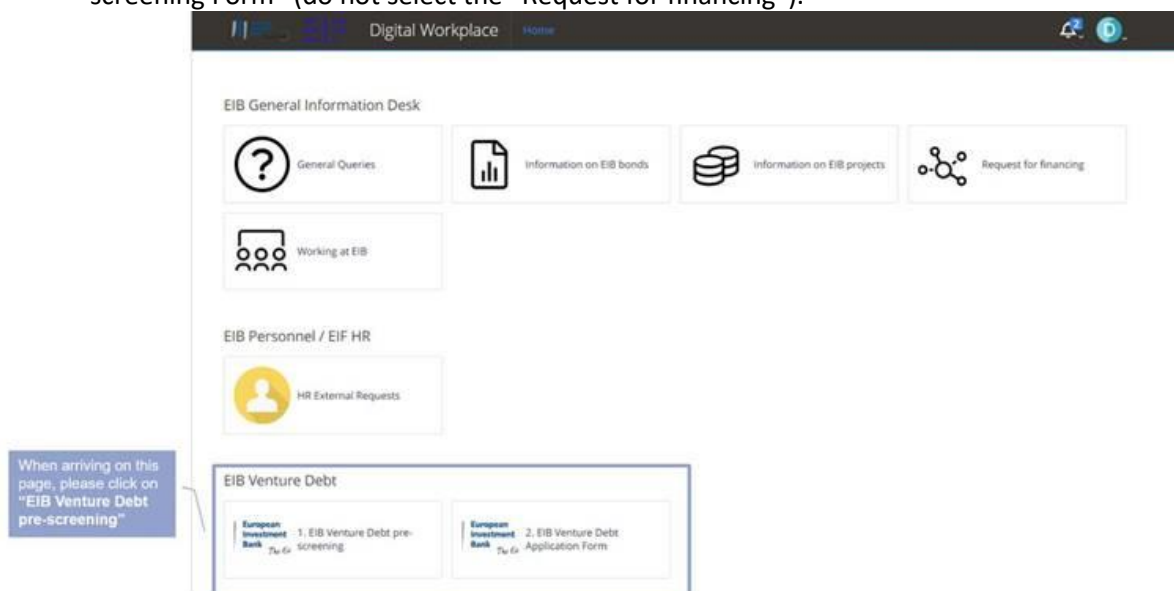 screening Form" (do not select the "Request for financing").
EIB Digital Workplace Home 2 D
EIB General Information Desk
? General Queries
Information on EIB bonds
Information on EIB projects
Request for financing
Working at EIB
EIB Personnel / EIF HR
HR External Requests
When arriving on this
page, please click on
"EIB Venture Debt
pre-screening"
EIB Venture Debt
European
Investment
Bank
1. EIB Venture Debt pre-
screening
European
Investment
Bank
2. EIB Venture Debt
Application Form